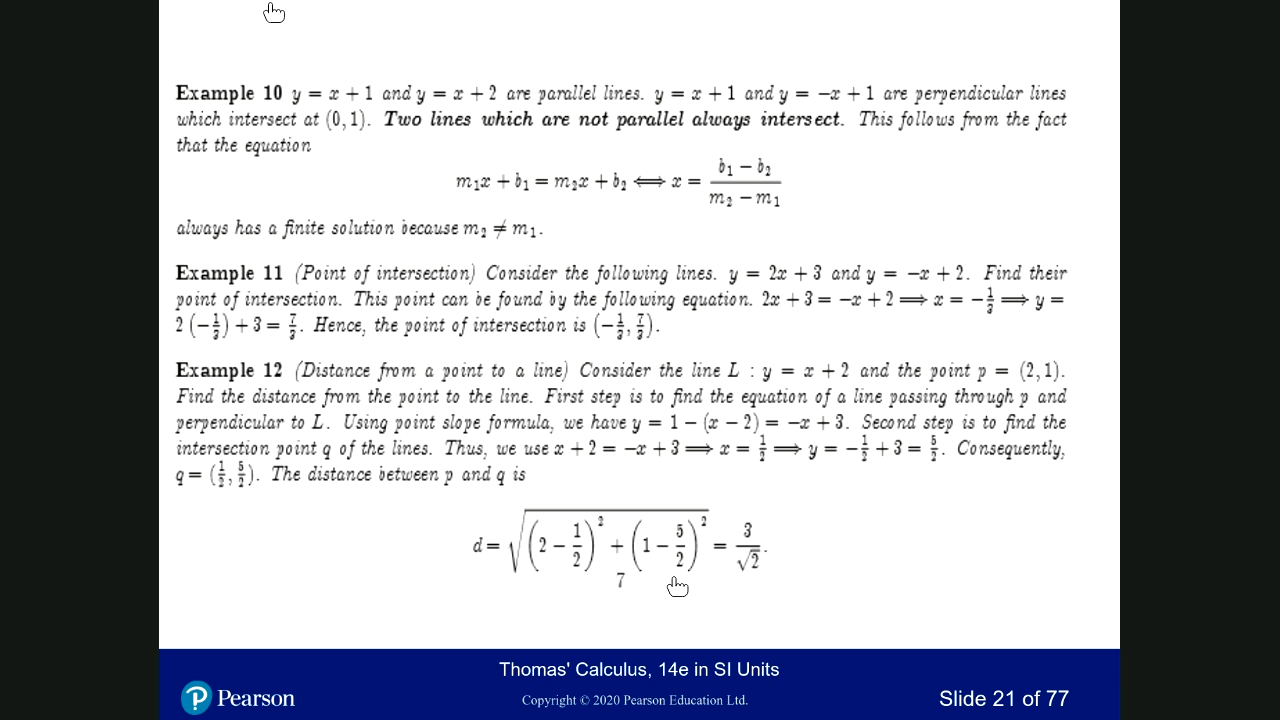 Example 10 y = x + 1 and y = x + 2 are parallel lines. y = x + 1 and y = −x + 1 are perpendicular lines
which intersect at (0, 1). Two lines which are not parallel always intersect. This follows from the fact
that the equation
m₁x + b₁ = m₂x + b₂ ⟺ x = (b₁ − b₂)/(m₂ − m₁)
always has a finite solution because m₂ ≠ m₁.
Example 11 (Point of intersection) Consider the following lines. y = 2x + 3 and y = −x + 2. Find their
point of intersection. This point can be found by the following equation. 2x + 3 = −x + 2 ⟹ x = −1/3 ⟹ y =
2 (−1/3) + 3 = 7/3. Hence, the point of intersection is (−1/3, 7/3).
Example 12 (Distance from a point to a line) Consider the line L : y = x + 2 and the point p = (2, 1).
Find the distance from the point to the line. First step is to find the equation of a line passing through p and
perpendicular to L. Using point slope formula, we have y = 1 − (x − 2) = −x + 3. Second step is to find the
intersection point q of the lines. Thus, we use x + 2 = −x + 3 ⟹ x = 1/2 ⟹ y = −1/2 + 3 = 5/2. Consequently,
q = (1/2, 5/2). The distance between p and q is
d = √((2 − 1/2)² + (1 − 5/2)²) = 3/√2.
7
Thomas' Calculus, 14e in SI Units
Pearson
Copyright © 2020 Pearson Education Ltd.
Slide 21 of 77